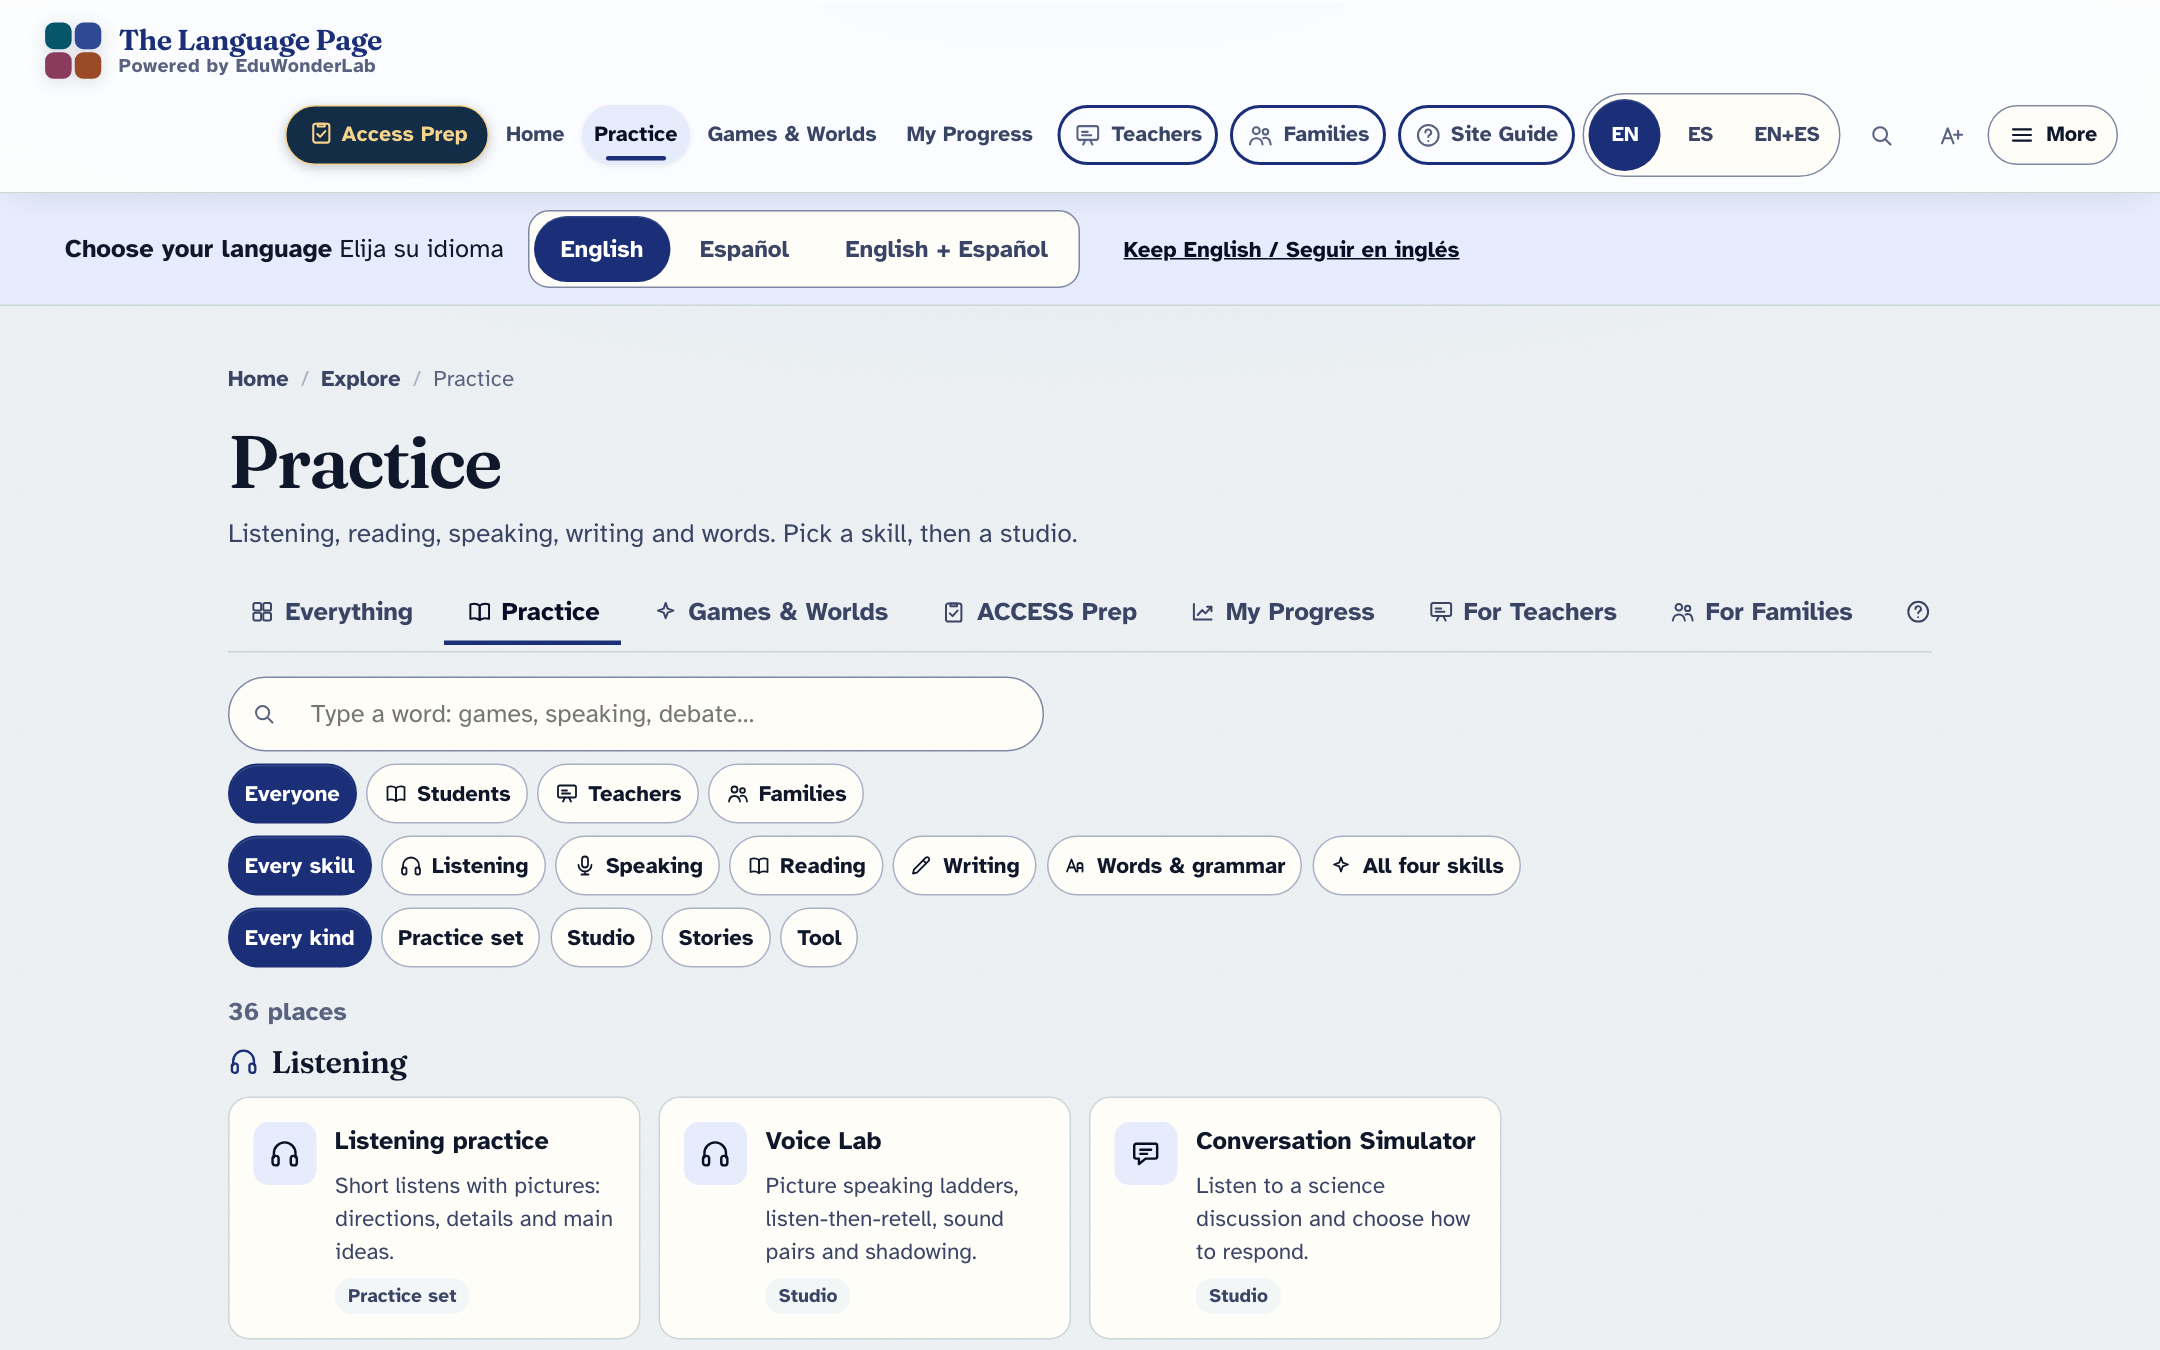 The Language Page
Powered by EduWonderLab
Access Prep Home Practice Games & Worlds My Progress Teachers Families Site Guide EN ES EN+ES A+ More
Choose your language Elija su idioma English Español English + Español Keep English / Seguir en inglés
Home / Explore / Practice
Practice
Listening, reading, speaking, writing and words. Pick a skill, then a studio.
Everything Practice Games & Worlds ACCESS Prep My Progress For Teachers For Families
Type a word: games, speaking, debate...
Everyone Students Teachers Families
Every skill Listening Speaking Reading Writing Words & grammar All four skills
Every kind Practice set Studio Stories Tool
36 places
Listening
Listening practice
Short listens with pictures:
directions, details and main
ideas.
Practice set
Voice Lab
Picture speaking ladders,
listen-then-retell, sound
pairs and shadowing.
Studio
Conversation Simulator
Listen to a science
discussion and choose how
to respond.
Studio